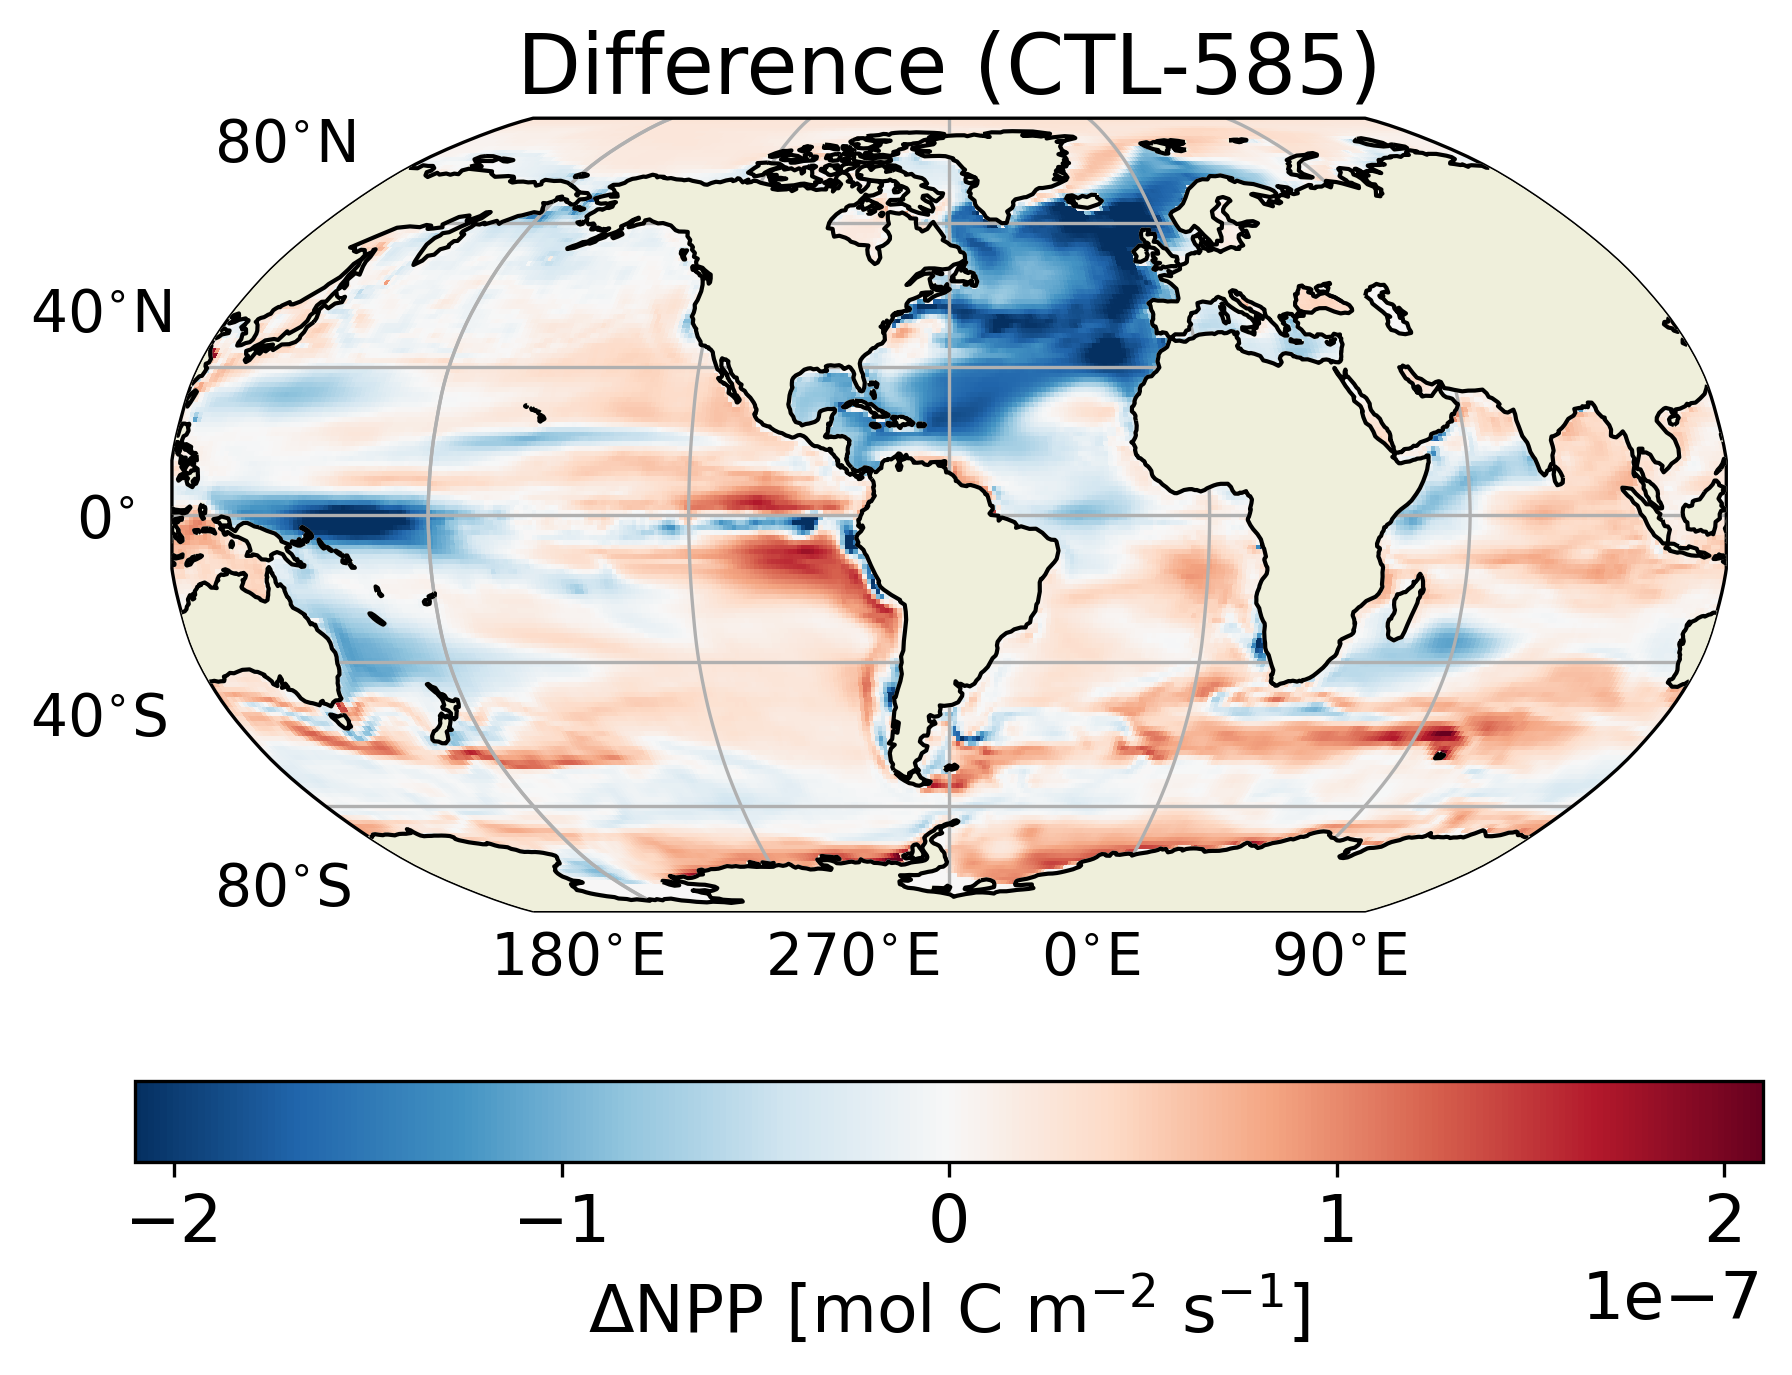 Difference (CTL-585)
80°N
40°N
0°
40°S
80°S
180°E 270°E 0°E 90°E
−2 −1 0 1 2
1e−7
ΔNPP [mol C m⁻² s⁻¹]